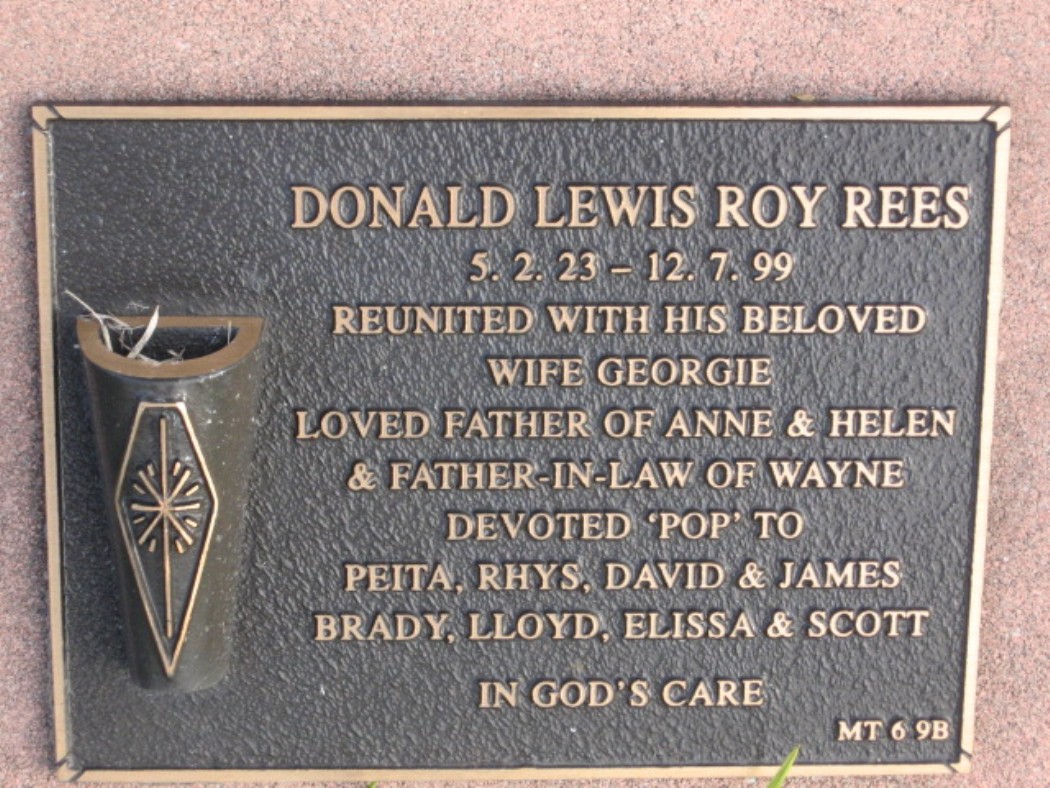 DONALD LEWIS ROY REES
5. 2. 23 – 12. 7. 99
REUNITED WITH HIS BELOVED
WIFE GEORGIE
LOVED FATHER OF ANNE & HELEN
& FATHER-IN-LAW OF WAYNE
DEVOTED ‘POP’ TO
PEITA, RHYS, DAVID & JAMES
BRADY, LLOYD, ELISSA & SCOTT
IN GOD’S CARE
MT 6 9B